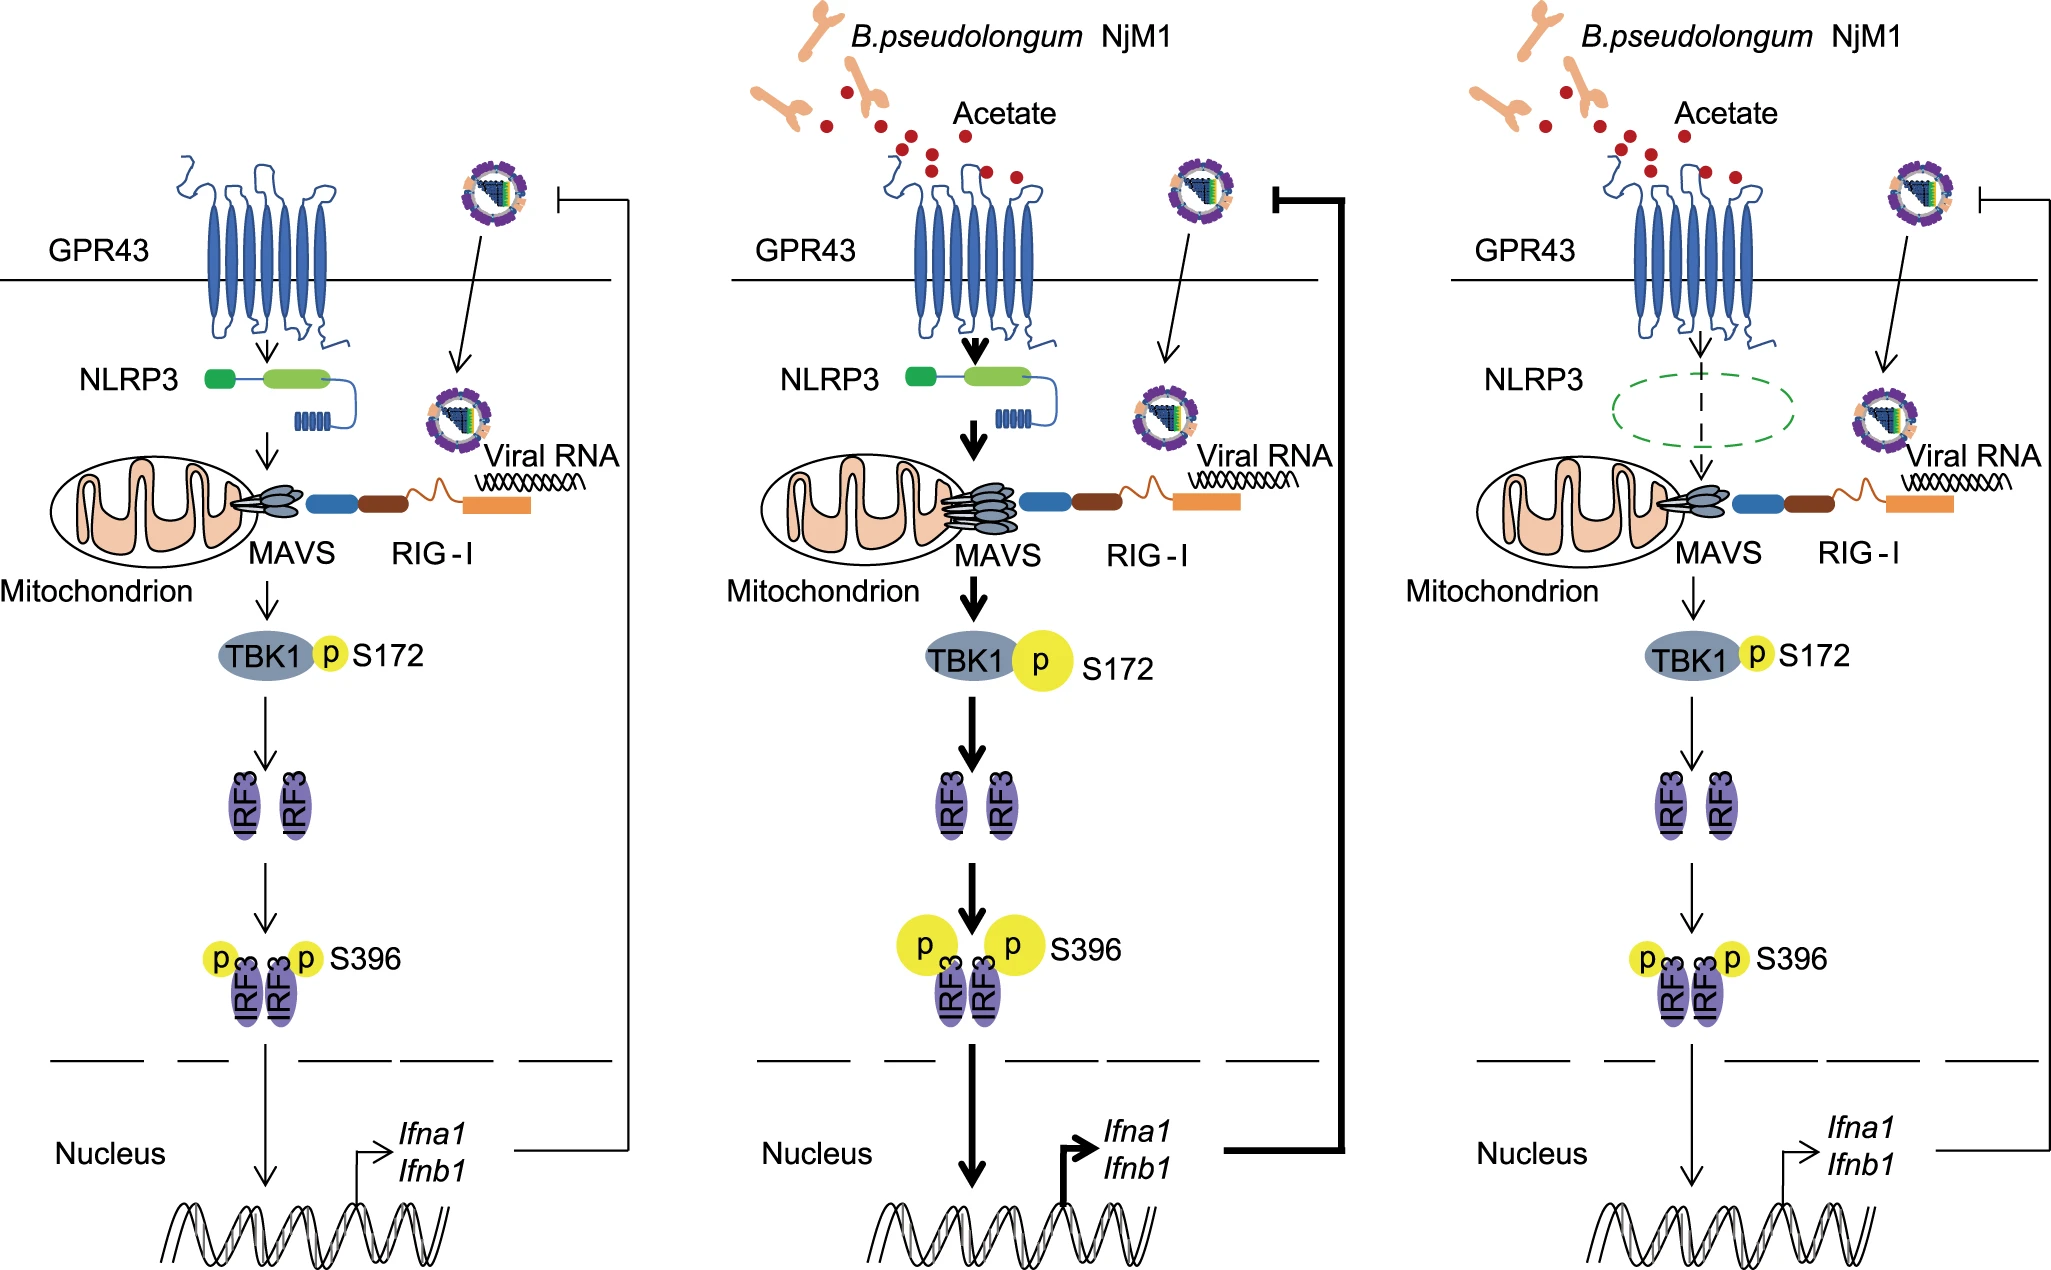 GPR43
NLRP3
Viral RNA
MAVS
RIG-I
Mitochondrion
TBK1 p S172
IRF3 IRF3
p p S396
IRF3 IRF3
Nucleus
Ifna1
Ifnb1
B.pseudolongum NjM1
Acetate
GPR43
NLRP3
Viral RNA
MAVS
RIG-I
Mitochondrion
TBK1 p S172
IRF3 IRF3
p p S396
IRF3 IRF3
Nucleus
Ifna1
Ifnb1
B.pseudolongum NjM1
Acetate
GPR43
NLRP3
Viral RNA
MAVS
RIG-I
Mitochondrion
TBK1 p S172
IRF3 IRF3
p p S396
IRF3 IRF3
Nucleus
Ifna1
Ifnb1